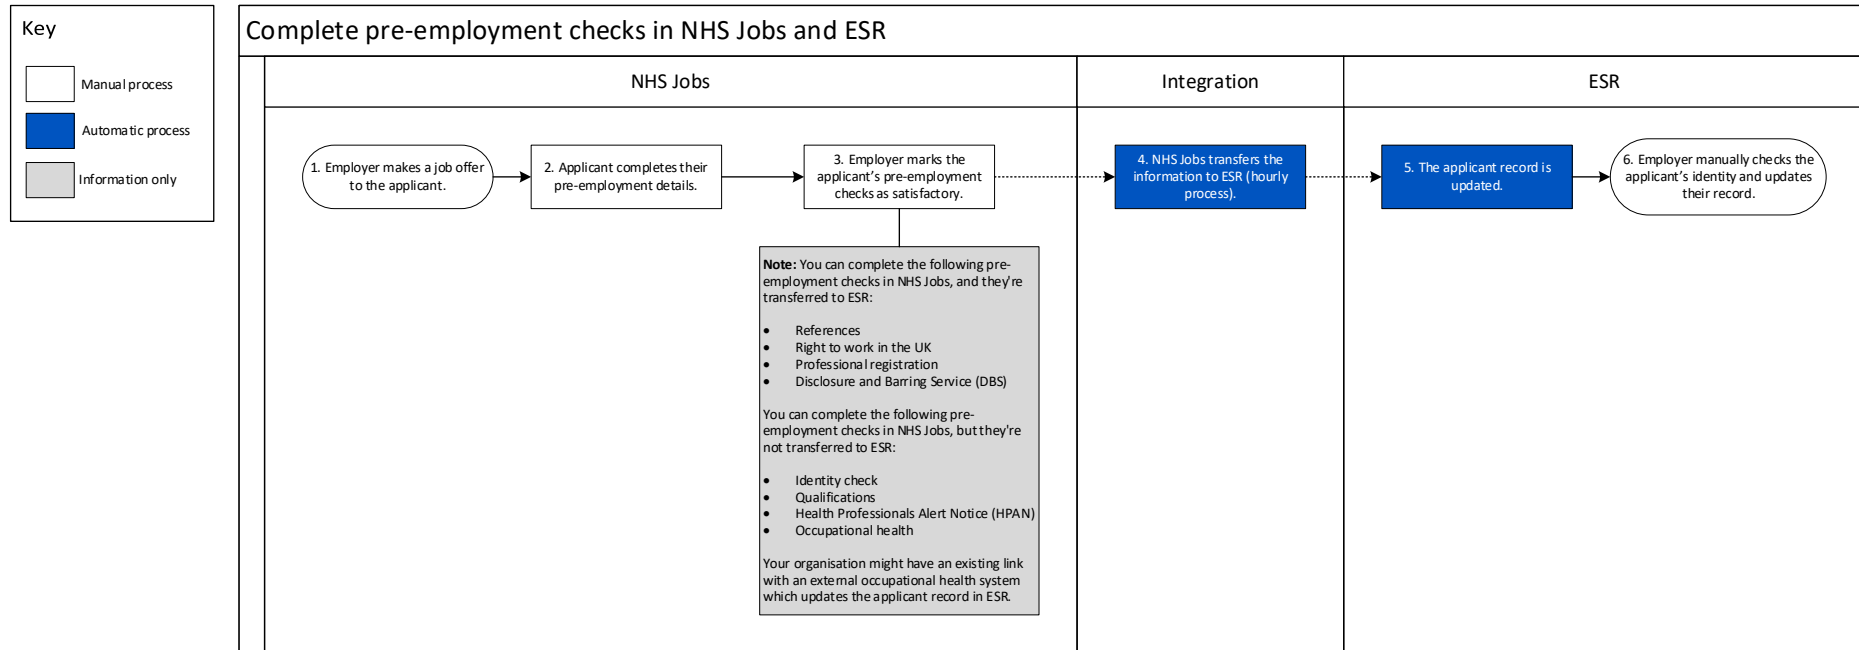 Key
Manual process
Automatic process
Information only
Complete pre-employment checks in NHS Jobs and ESR
NHS Jobs
Integration
ESR
1. Employer makes a job offer
to the applicant.
2. Applicant completes their
pre-employment details.
3. Employer marks the
applicant's pre-employment
checks as satisfactory.
4. NHS Jobs transfers the
information to ESR (hourly
process).
5. The applicant record is
updated.
6. Employer manually checks the
applicant's identity and updates
their record.
Note: You can complete the following pre-
employment checks in NHS Jobs, and they're
transferred to ESR:
• References
• Right to work in the UK
• Professional registration
• Disclosure and Barring Service (DBS)
You can complete the following pre-
employment checks in NHS Jobs, but they're
not transferred to ESR:
• Identity check
• Qualifications
• Health Professionals Alert Notice (HPAN)
• Occupational health
Your organisation might have an existing link
with an external occupational health system
which updates the applicant record in ESR.